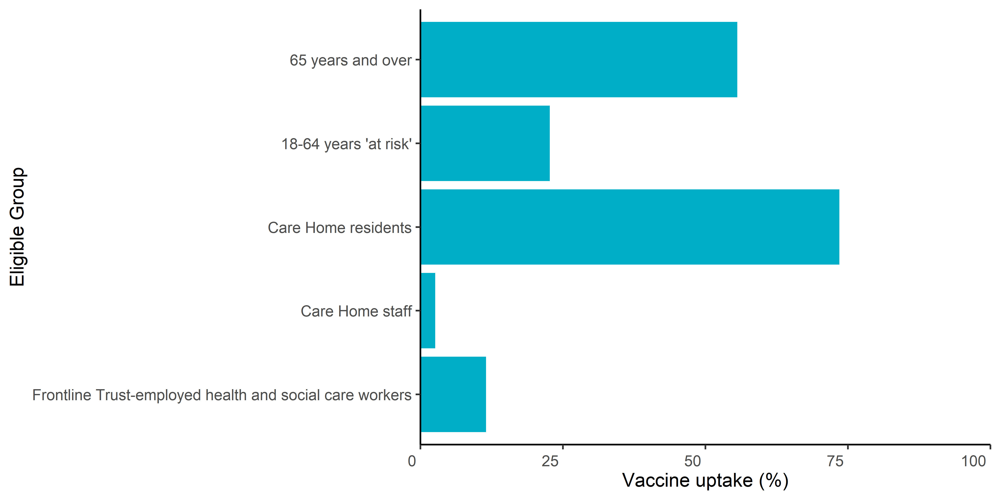 Eligible Group
65 years and over
18-64 years 'at risk'
Care Home residents
Care Home staff
Frontline Trust-employed health and social care workers
0 25 50 75 100
Vaccine uptake (%)